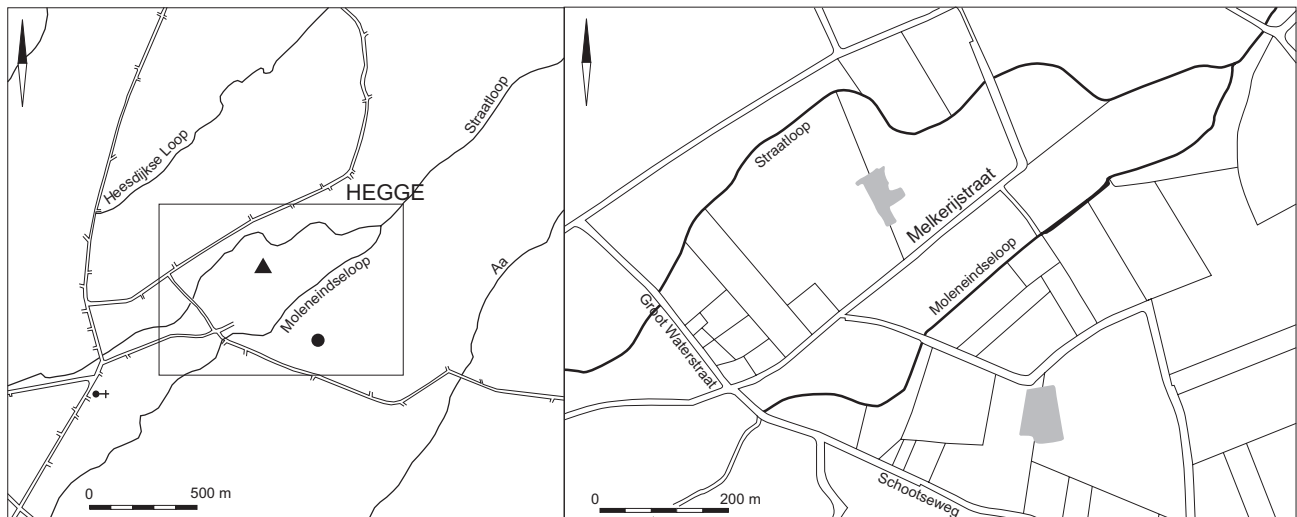 Heesdijkse Loop
Straatloop
HEGGE
Aa
Moleneindseloop
0 500 m
Straatloop
Melkerijstraat
Moleneindseloop
Groot Waterstraat
Schootseweg
0 200 m